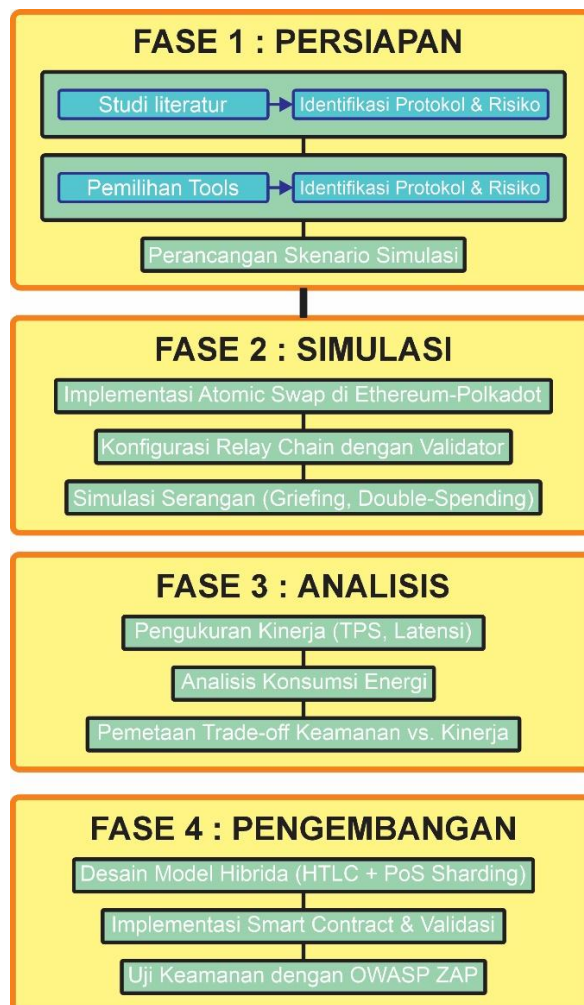 FASE 1 : PERSIAPAN
Studi literatur
Identifikasi Protokol & Risiko
Pemilihan Tools
Identifikasi Protokol & Risiko
Perancangan Skenario Simulasi
FASE 2 : SIMULASI
Implementasi Atomic Swap di Ethereum-Polkadot
Konfigurasi Relay Chain dengan Validator
Simulasi Serangan (Griefing, Double-Spending)
FASE 3 : ANALISIS
Pengukuran Kinerja (TPS, Latensi)
Analisis Konsumsi Energi
Pemetaan Trade-off Keamanan vs. Kinerja
FASE 4 : PENGEMBANGAN
Desain Model Hibrida (HTLC + PoS Sharding)
Implementasi Smart Contract & Validasi
Uji Keamanan dengan OWASP ZAP